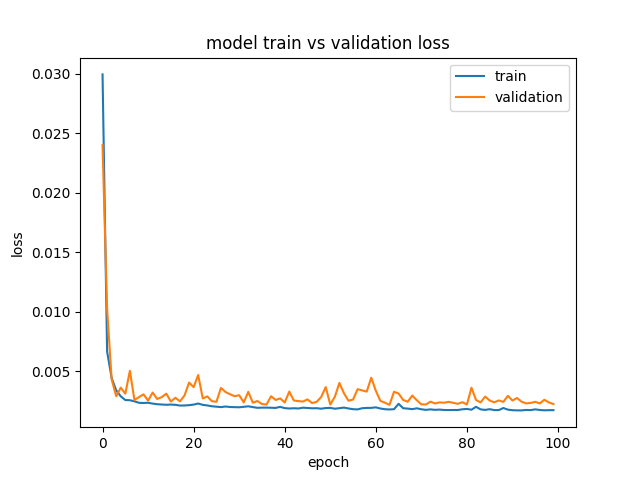 model train vs validation loss
train
validation
0.030
0.025
0.020
0.015
0.010
0.005
loss
0 20 40 60 80 100
epoch